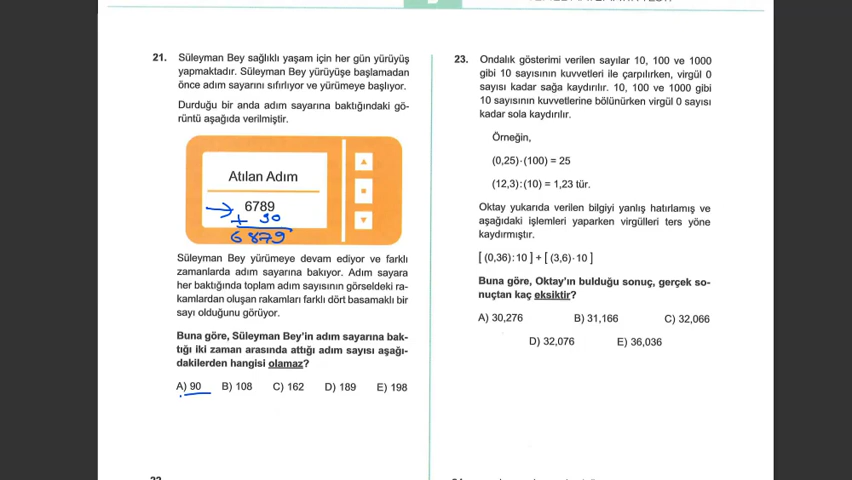 21. Süleyman Bey sağlıklı yaşam için her gün yürüyüş
yapmaktadır. Süleyman Bey yürüyüşe başlamadan
önce adım sayarını sıfırlıyor ve yürümeye başlıyor.
Durduğu bir anda adım sayarına baktığındaki gö-
rüntü aşağıda verilmiştir.
Atılan Adım
6789
+ 90
6879
Süleyman Bey yürümeye devam ediyor ve farklı
zamanlarda adım sayarına bakıyor. Adım sayara
her baktığında toplam adım sayısının görseldeki ra-
kamlardan oluşan rakamları farklı dört basamaklı bir
sayı olduğunu görüyor.
Buna göre, Süleyman Bey'in adım sayarına bak-
tığı iki zaman arasında attığı adım sayısı aşağı-
dakilerden hangisi olamaz?
A) 90 B) 108 C) 162 D) 189 E) 198
23. Ondalık gösterimi verilen sayılar 10, 100 ve 1000
gibi 10 sayısının kuvvetleri ile çarpılırken, virgül 0
sayısı kadar sağa kaydırılır. 10, 100 ve 1000 gibi
10 sayısının kuvvetlerine bölünürken virgül 0 sayısı
kadar sola kaydırılır.
Örneğin,
(0,25)·(100) = 25
(12,3):(10) = 1,23 tür.
Oktay yukarıda verilen bilgiyi yanlış hatırlamış ve
aşağıdaki işlemleri yaparken virgülleri ters yöne
kaydırmıştır.
[ (0,36) : 10 ] + [ (3,6) · 10 ]
Buna göre, Oktay'ın bulduğu sonuç, gerçek so-
nuçtan kaç eksiktir?
A) 30,276 B) 31,166 C) 32,066
D) 32,076 E) 36,036